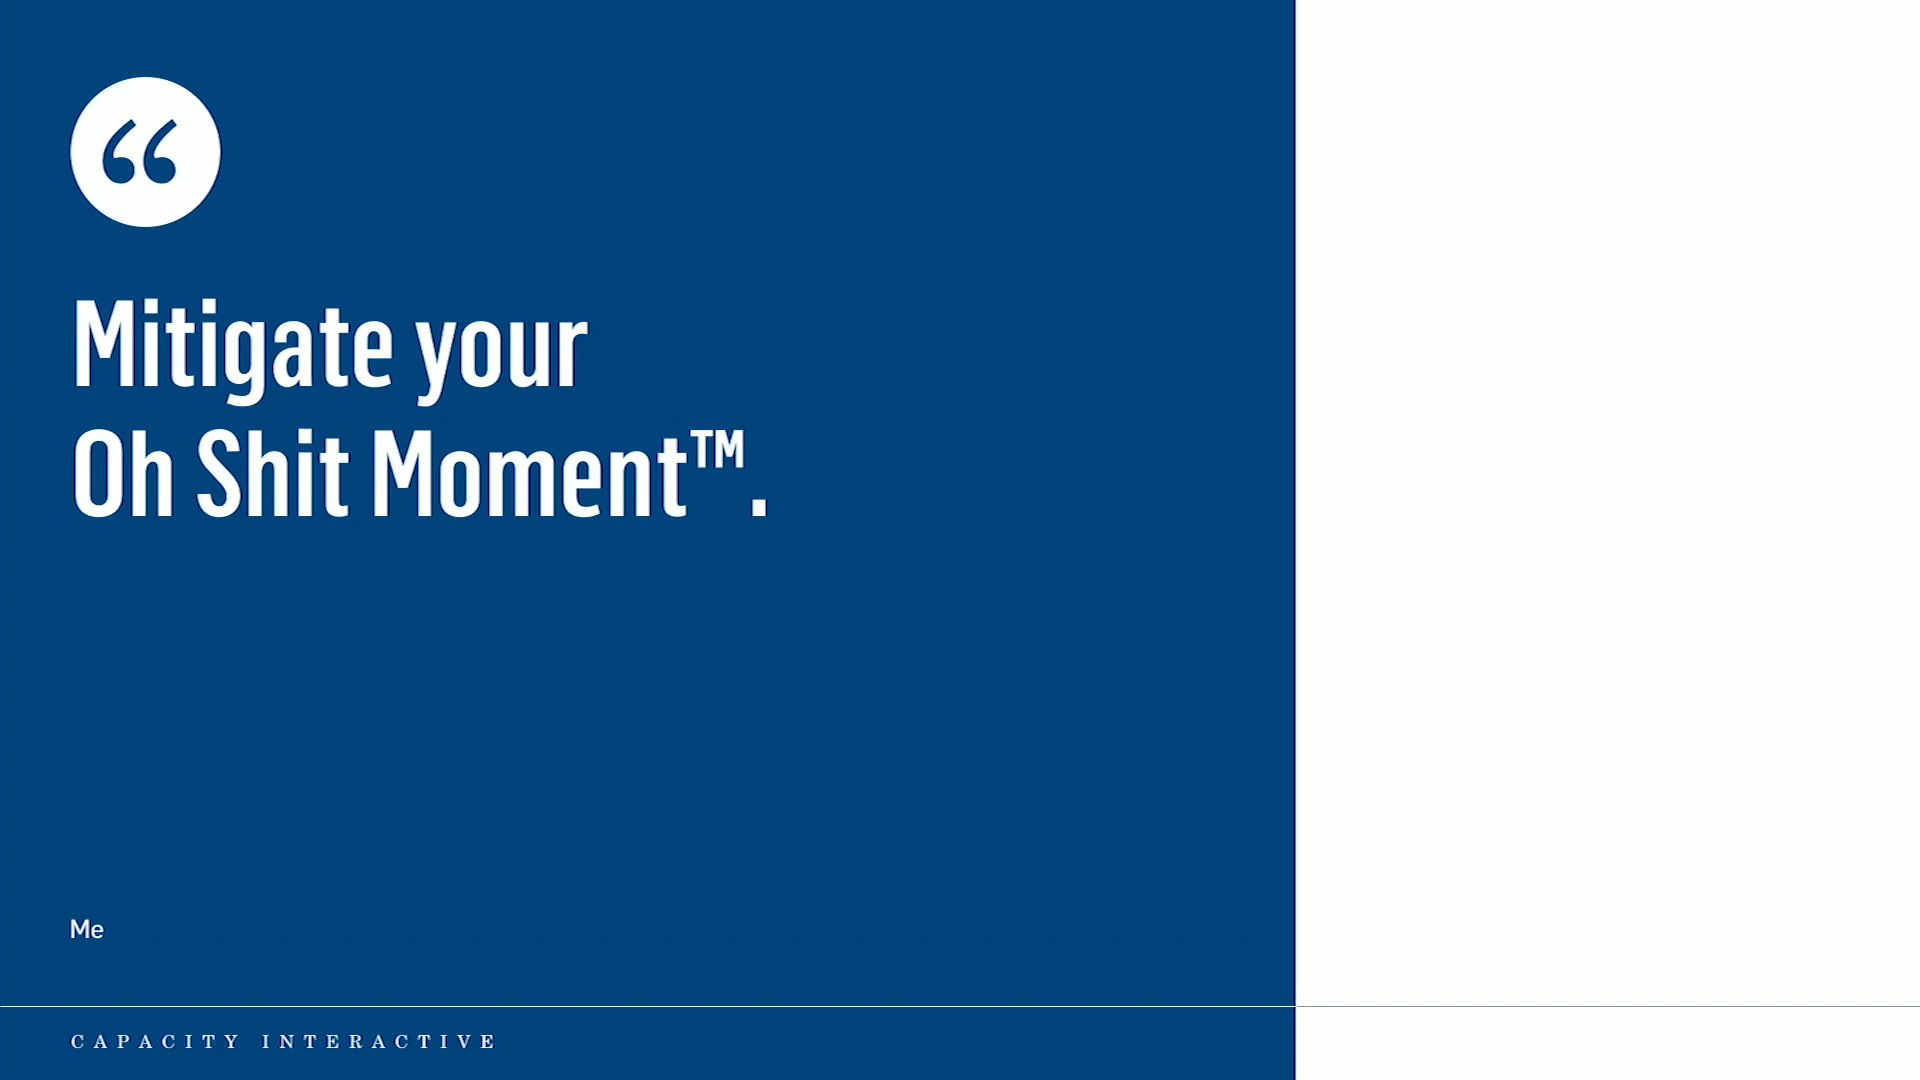 “
Mitigate your
Oh Shit Moment™.
Me
CAPACITY INTERACTIVE